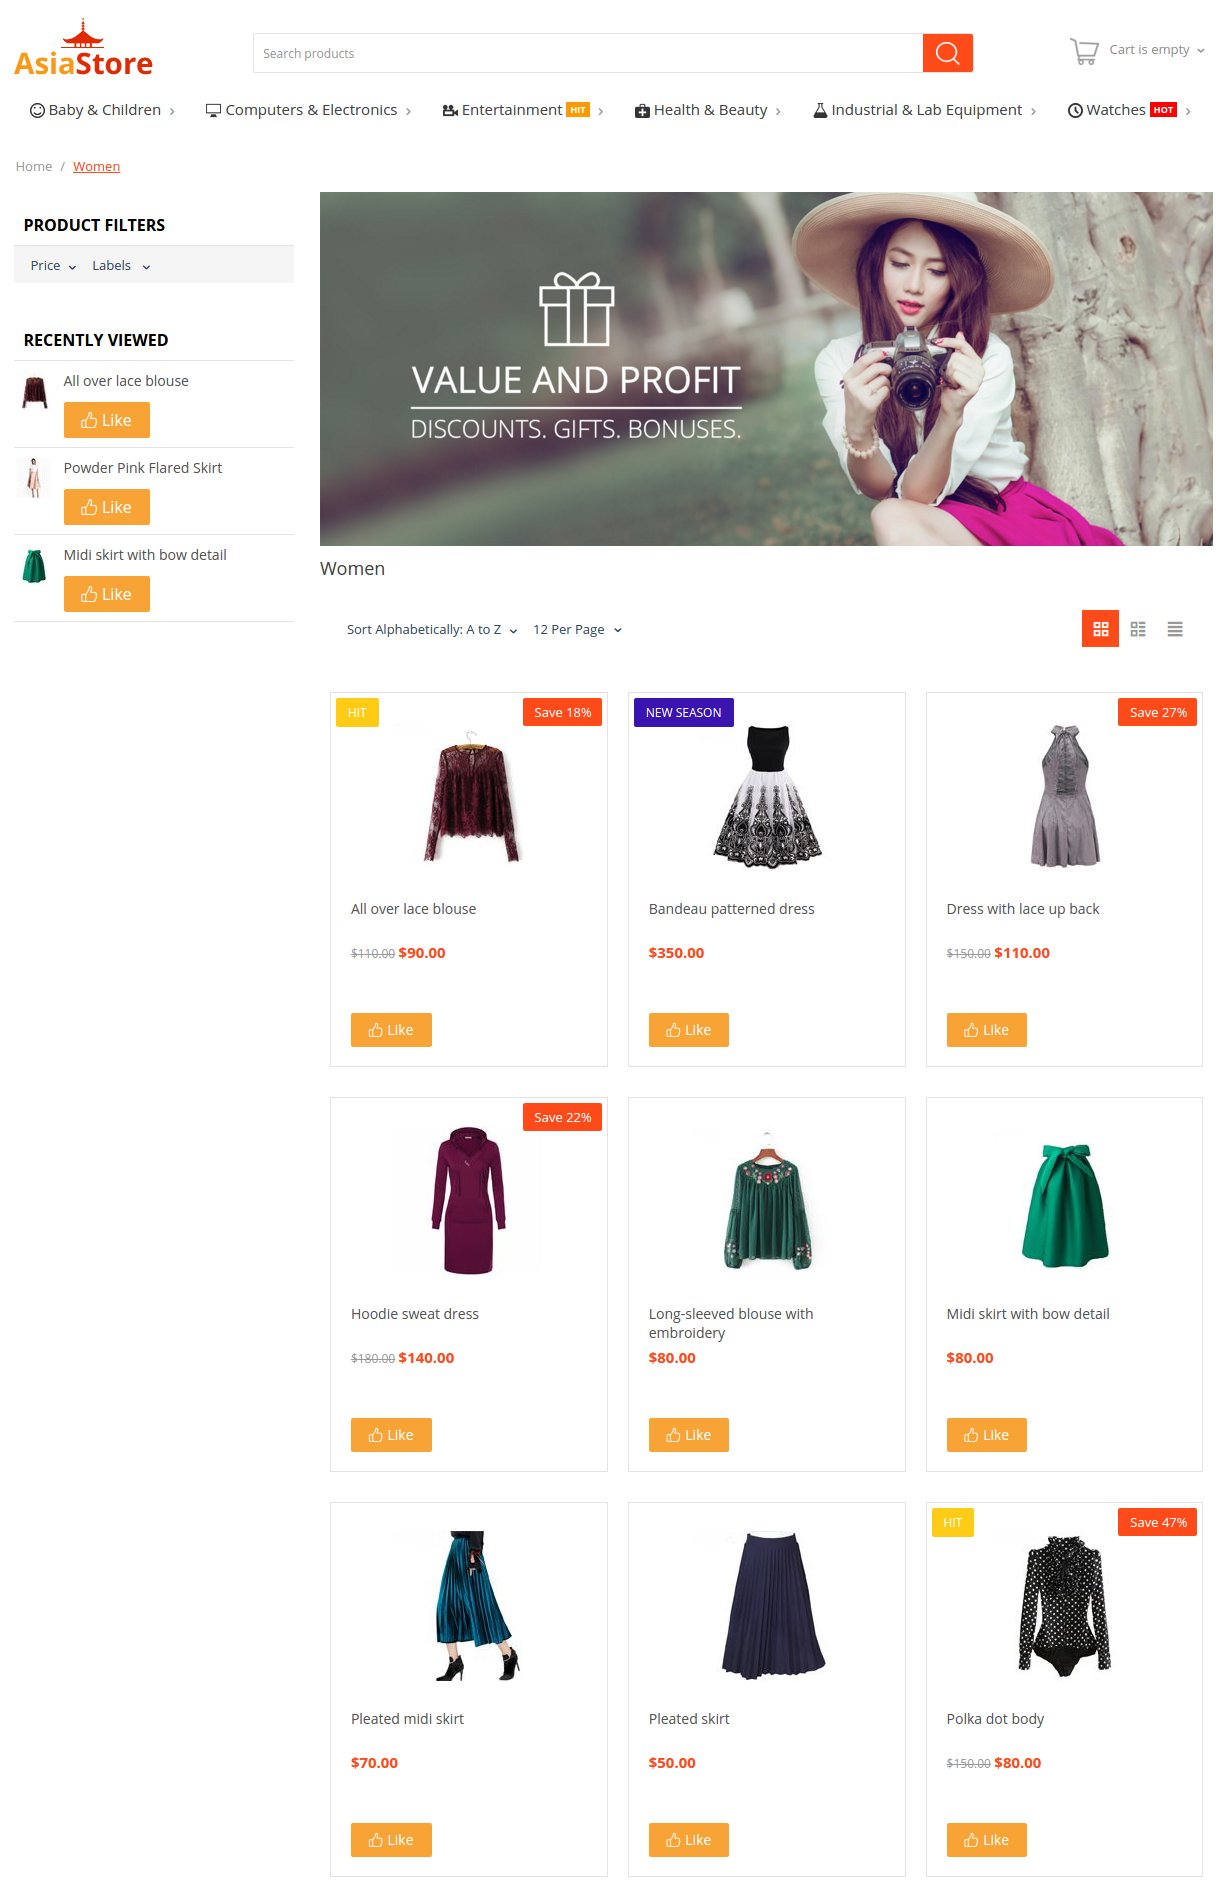 AsiaStore
Search products
Cart is empty
Baby & Children
Computers & Electronics
Entertainment HIT
Health & Beauty
Industrial & Lab Equipment
Watches HOT
Home / Women
PRODUCT FILTERS
Price Labels
RECENTLY VIEWED
All over lace blouse
Like
Powder Pink Flared Skirt
Like
Midi skirt with bow detail
Like
VALUE AND PROFIT
DISCOUNTS. GIFTS. BONUSES.
Women
Sort Alphabetically: A to Z 12 Per Page
HIT
Save 18%
All over lace blouse
$110.00 $90.00
Like
NEW SEASON
Bandeau patterned dress
$350.00
Like
Save 27%
Dress with lace up back
$150.00 $110.00
Like
Save 22%
Hoodie sweat dress
$180.00 $140.00
Like
Long-sleeved blouse with
embroidery
$80.00
Like
Midi skirt with bow detail
$80.00
Like
Pleated midi skirt
$70.00
Like
Pleated skirt
$50.00
Like
HIT
Save 47%
Polka dot body
$150.00 $80.00
Like